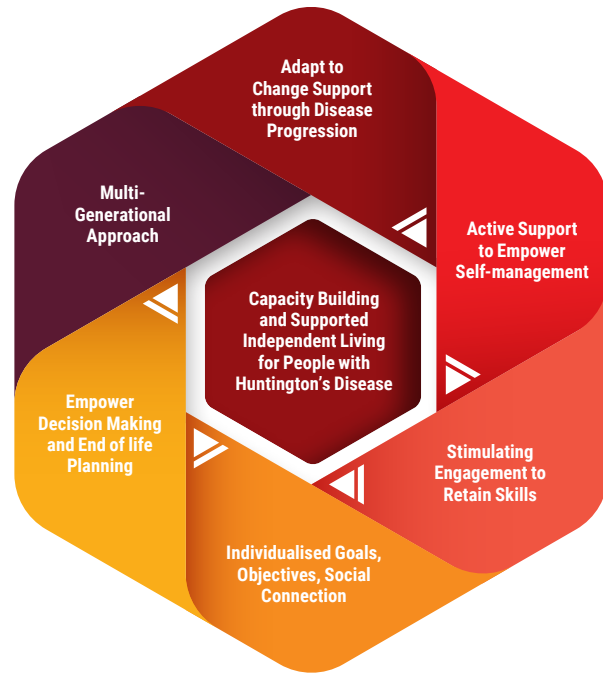 Adapt to
Change Support
through Disease
Progression
Multi-
Generational
Approach
Active Support
to Empower
Self-management
Capacity Building
and Supported
Independent Living
for People with
Huntington's Disease
Empower
Decision Making
and End of life
Planning
Stimulating
Engagement to
Retain Skills
Individualised Goals,
Objectives, Social
Connection